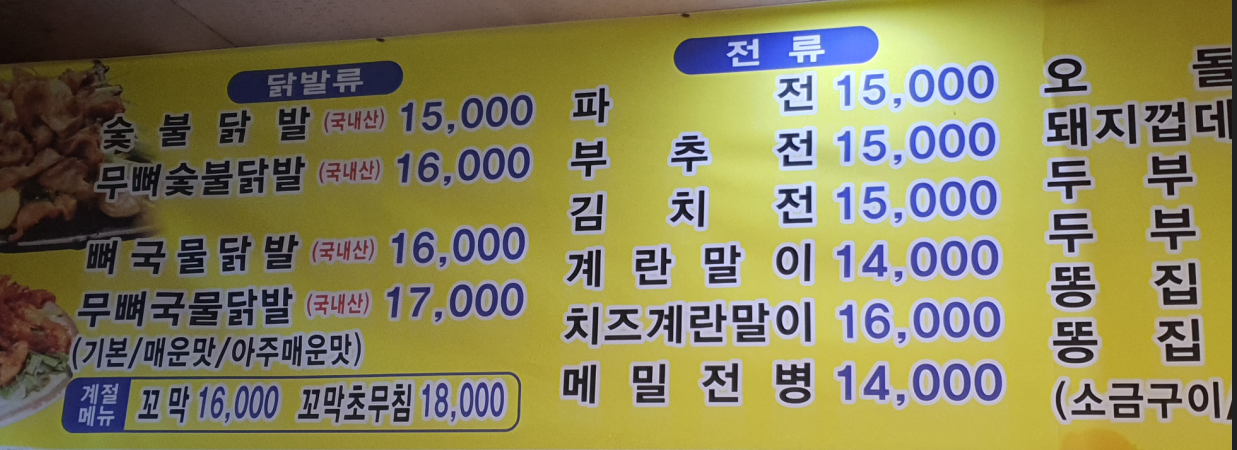 닭발류
숯불닭발 (국내산) 15,000
무뼈숯불닭발 (국내산) 16,000
뼈국물닭발 (국내산) 16,000
무뼈국물닭발 (국내산) 17,000
(기본/매운맛/아주매운맛)
계절메뉴 꼬막 16,000 꼬막초무침 18,000
전류
파전 15,000
부추전 15,000
김치전 15,000
계란말이 14,000
치즈계란말이 16,000
메밀전병 14,000
오돌
돼지껍데
두부
두부
똥집
똥집
(소금구이/